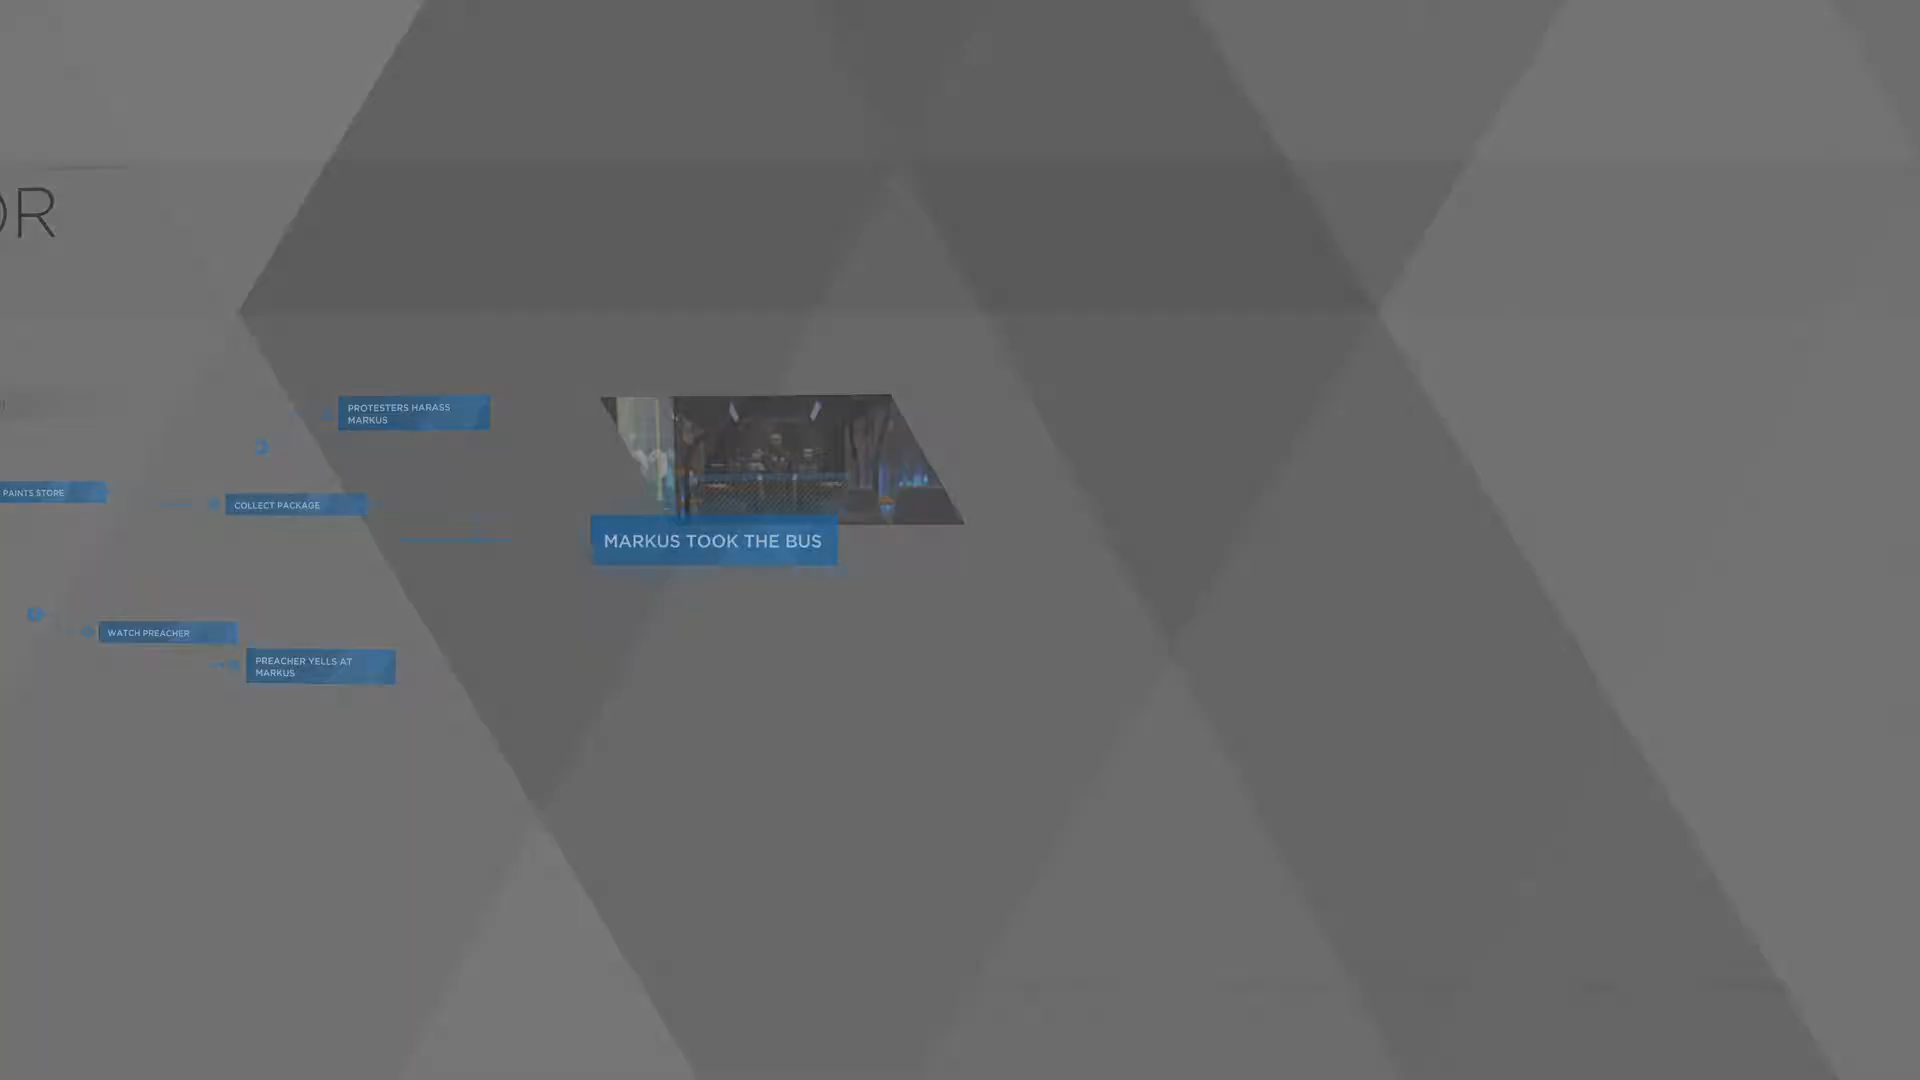 OR
PROTESTERS HARASS
MARKUS
PAINTS STORE
COLLECT PACKAGE
MARKUS TOOK THE BUS
WATCH PREACHER
PREACHER YELLS AT
MARKUS